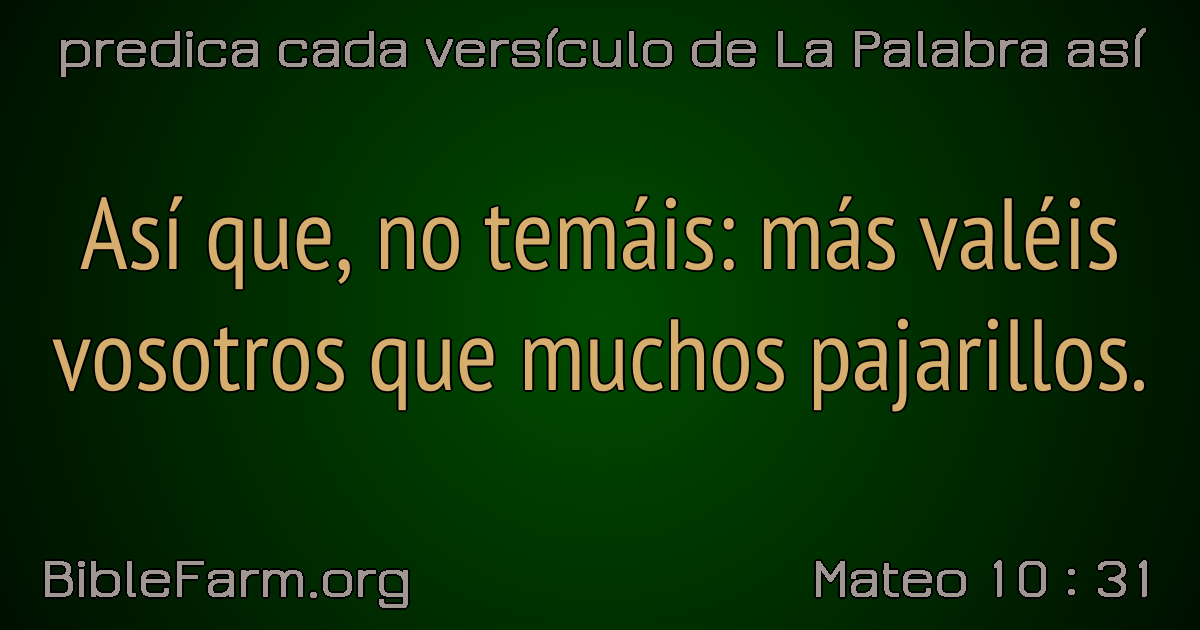 predica cada versículo de La Palabra así
Así que, no temáis: más valéis
vosotros que muchos pajarillos.
BibleFarm.org
Mateo 10 : 31